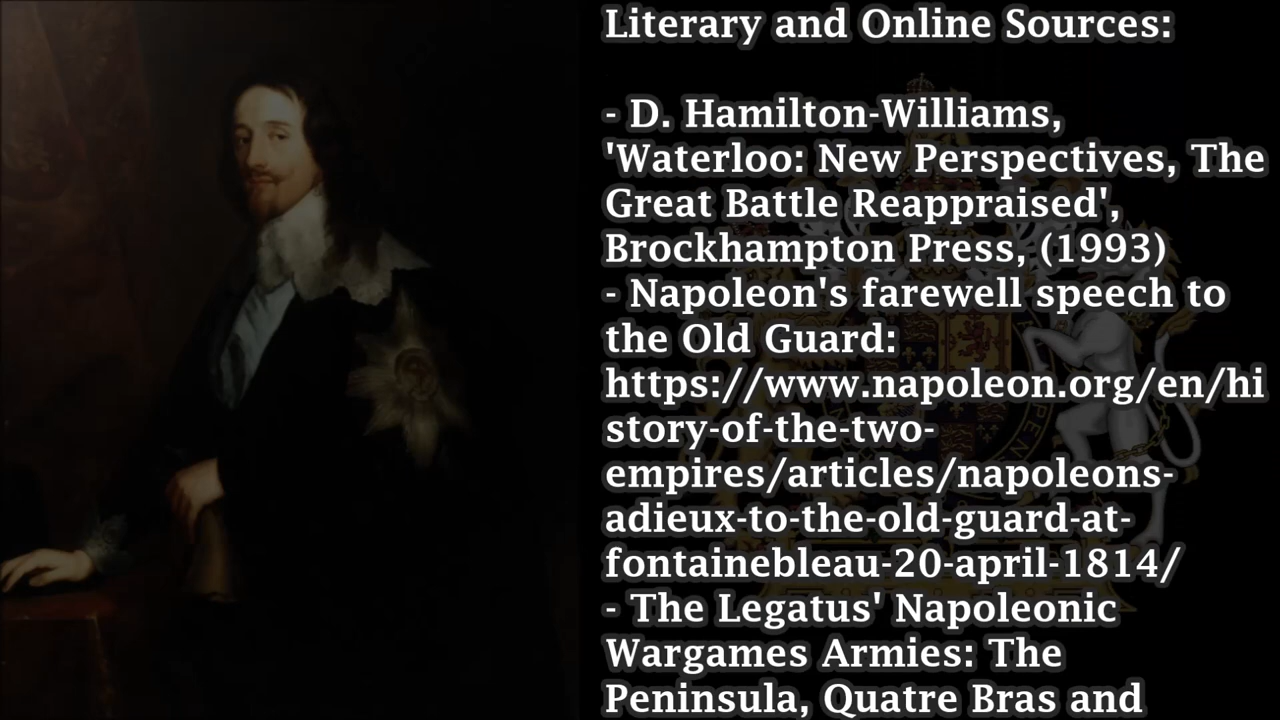 Literary and Online Sources:
- D. Hamilton-Williams,
'Waterloo: New Perspectives, The
Great Battle Reappraised',
Brockhampton Press, (1993)
- Napoleon's farewell speech to
the Old Guard:
https://www.napoleon.org/en/hi
story-of-the-two-
empires/articles/napoleons-
adieux-to-the-old-guard-at-
fontainebleau-20-april-1814/
- The Legatus' Napoleonic
Wargames Armies: The
Peninsula, Quatre Bras and